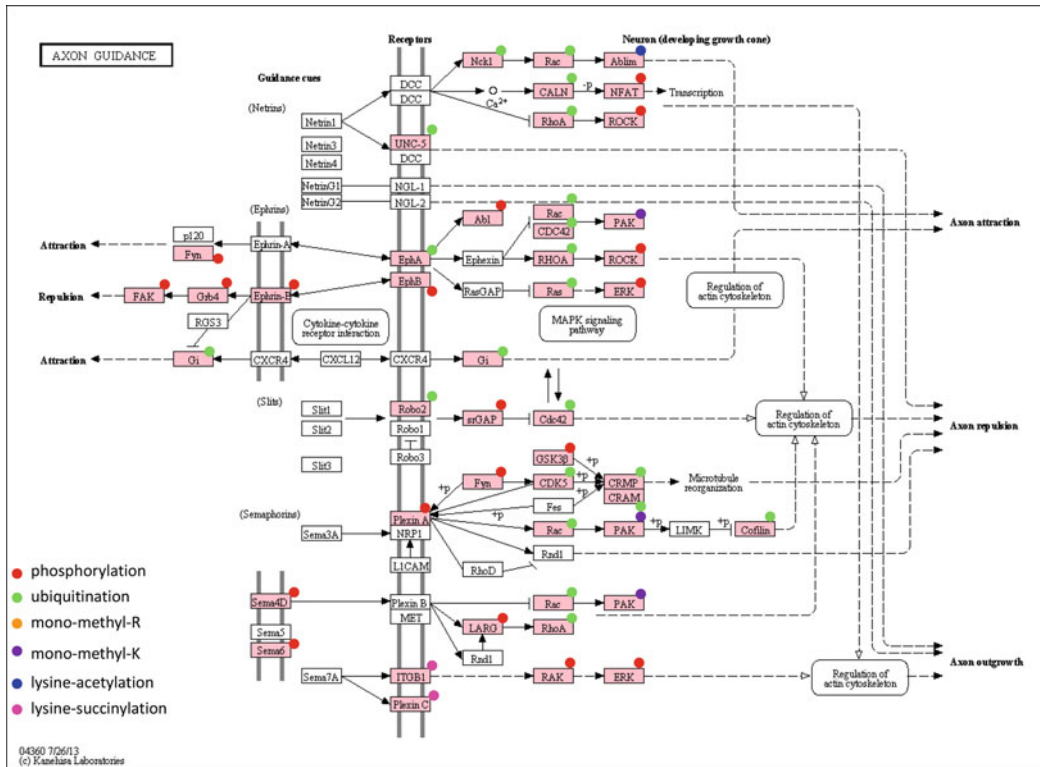 AXON GUIDANCE
Receptors
Neuron (developing growth cone)
Guidance cues
(Netrins)
DCC
DCC
Nck1
Rac
Ablim
Ca2+
CALN
-p
NFAT
Transcription
Netrin1
RhoA
ROCK
Netrin3
UNC-5
DCC
Netrin4
NetrinG1
NGL-1
NetrinG2
NGL-2
(Ephrins)
Abl
Rac
CDC42
PAK
Axon attraction
Attraction
p120
Fyn
Ephrin-A
EphA
Ephexin
RHOA
ROCK
EphB
Repulsion
FAK
Grb4
Ephrin-B
RasGAP
Ras
ERK
Regulation of
actin cytoskeleton
RGS3
Cytokine-cytokine
receptor interaction
MAPK signaling
pathway
Attraction
Gi
CXCR4
CXCL12
CXCR4
Gi
(Slits)
Slit1
Slit2
Robo2
Robo1
srGAP
Cdc42
Regulation of
actin cytoskeleton
Axon repulsion
Slit3
Robo3
GSK3β
+p
+p
Fyn
CDK5
+p
CRMP
CRAM
Microtubule
reorganization
Fes
+p
+p
(Semaphorins)
Plexin A
Sema3A
NRP1
Rac
PAK
+p
LIMK
+p
Cofilin
Rnd1
L1CAM
RhoD
phosphorylation
ubiquitination
mono-methyl-R
mono-methyl-K
lysine-acetylation
lysine-succinylation
Sema4D
Plexin B
MET
Rac
PAK
Sema5
LARG
RhoA
Sema6
Rnd1
Sema7A
ITGB1
RAK
ERK
Regulation of
actin cytoskeleton
Axon outgrowth
Plexin C
04360 7/26/13
(c) Kanehisa Laboratories